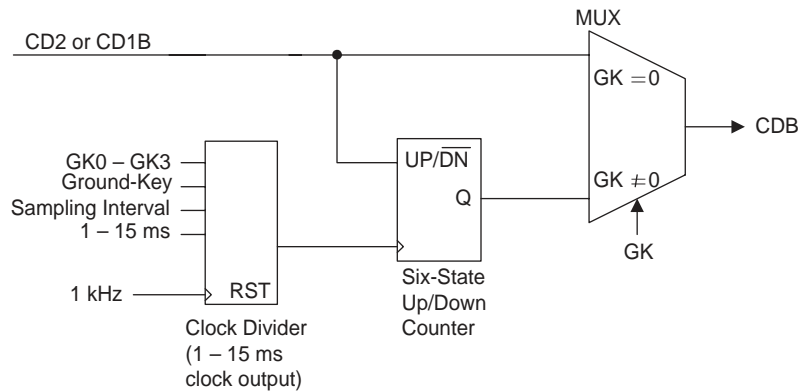 MUX
CD2 or CD1B
GK = 0
CDB
GK0 – GK3
Ground-Key
Sampling Interval
1 – 15 ms
UP/DN
GK ≠ 0
Q
GK
1 kHz
RST
Six-State
Up/Down
Counter
Clock Divider
(1 – 15 ms
clock output)